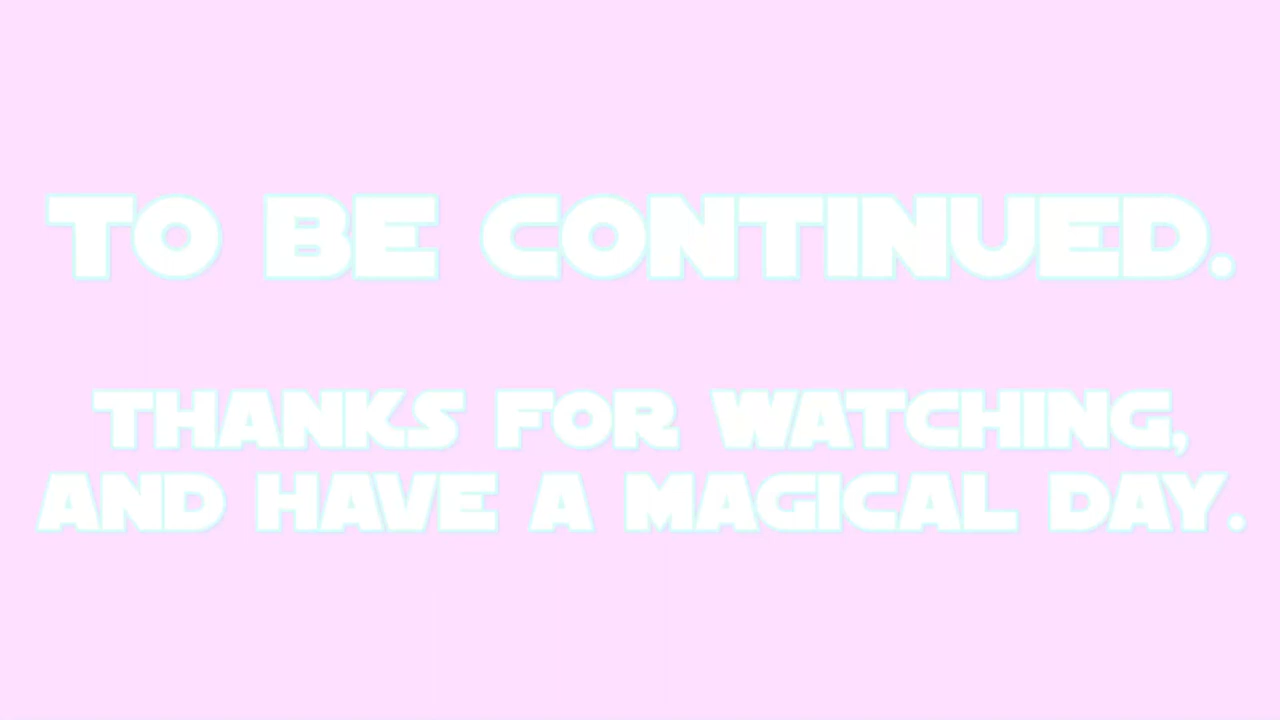 TO BE CONTINUED.
THANKS FOR WATCHING,
AND HAVE A MAGICAL DAY.